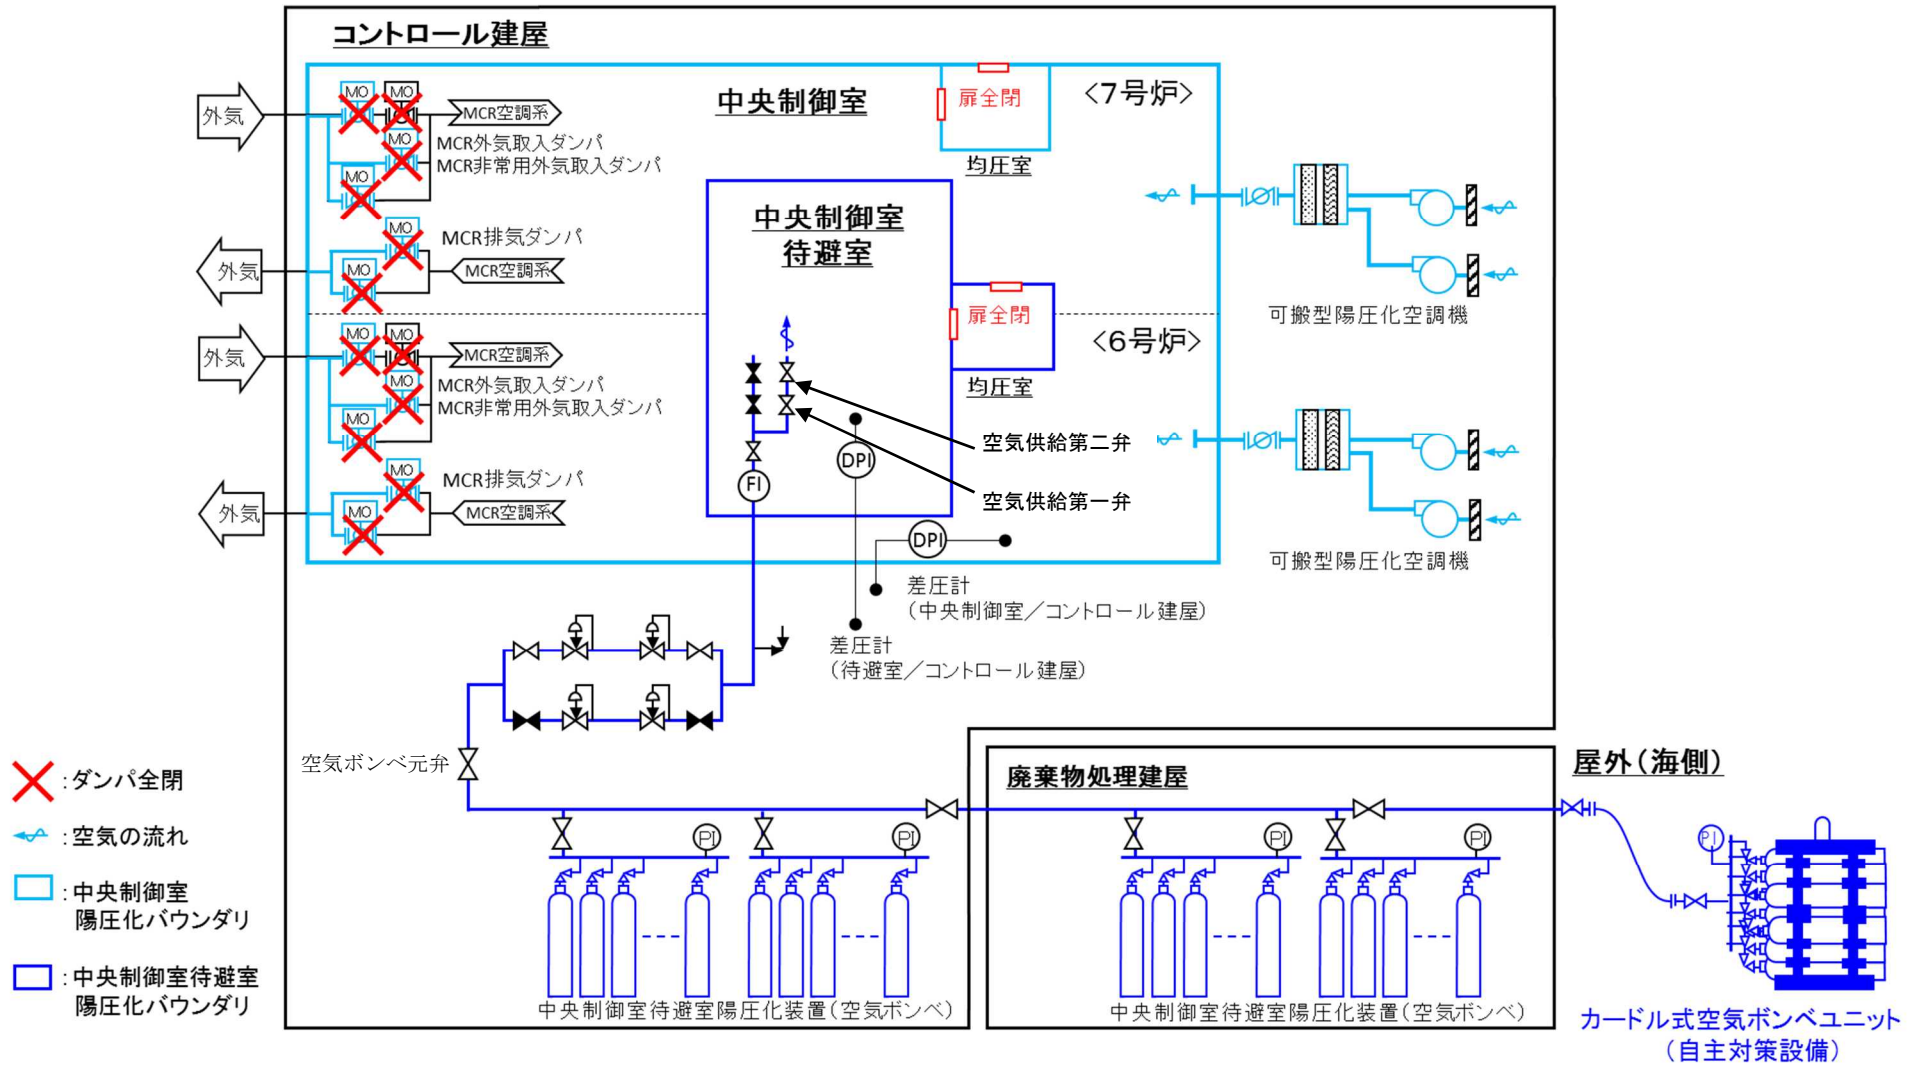 コントロール建屋
中央制御室
<7号炉>
扉全閉
均圧室
外気
MO
MO
MCR空調系
MO
MCR外気取入ダンパ
MCR非常用外気取入ダンパ
MO
外気
MO
MCR排気ダンパ
MO
MCR空調系
中央制御室
待避室
扉全閉
均圧室
<6号炉>
可搬型陽圧化空調機
外気
MO
MO
MCR空調系
MO
MCR外気取入ダンパ
MCR非常用外気取入ダンパ
MO
外気
MO
MCR排気ダンパ
MO
MCR空調系
空気供給第二弁
空気供給第一弁
DPI
FI
DPI
可搬型陽圧化空調機
差圧計
(中央制御室/コントロール建屋)
差圧計
(待避室/コントロール建屋)
空気ボンベ元弁
廃棄物処理建屋
屋外(海側)
PI
PI
PI
PI
PI
中央制御室待避室陽圧化装置(空気ボンベ)
中央制御室待避室陽圧化装置(空気ボンベ)
カードル式空気ボンベユニット
(自主対策設備)
:ダンパ全閉
:空気の流れ
:中央制御室
陽圧化バウンダリ
:中央制御室待避室
陽圧化バウンダリ